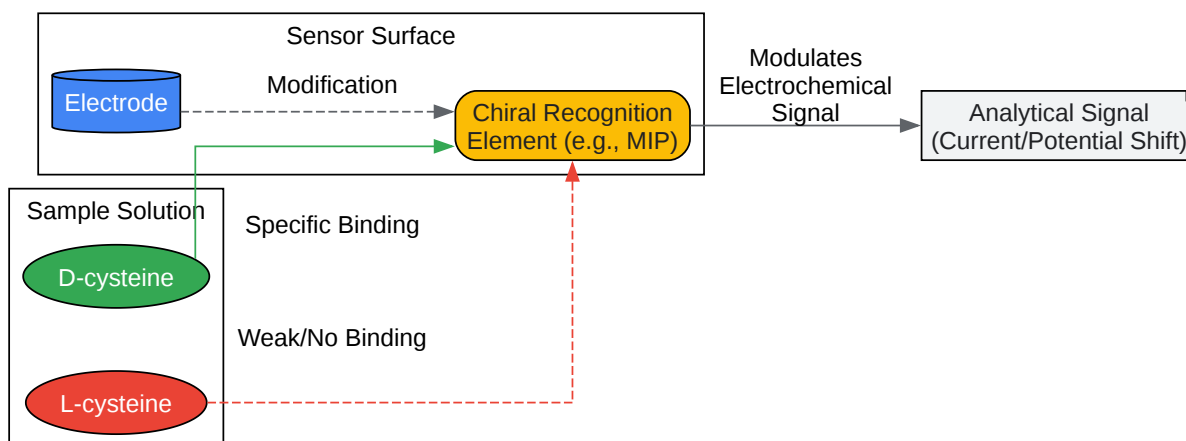 Sensor Surface
Electrode
Modification
Chiral Recognition
Element (e.g., MIP)
Modulates
Electrochemical
Signal
Analytical Signal
(Current/Potential Shift)
Sample Solution
Specific Binding
D-cysteine
Weak/No Binding
L-cysteine